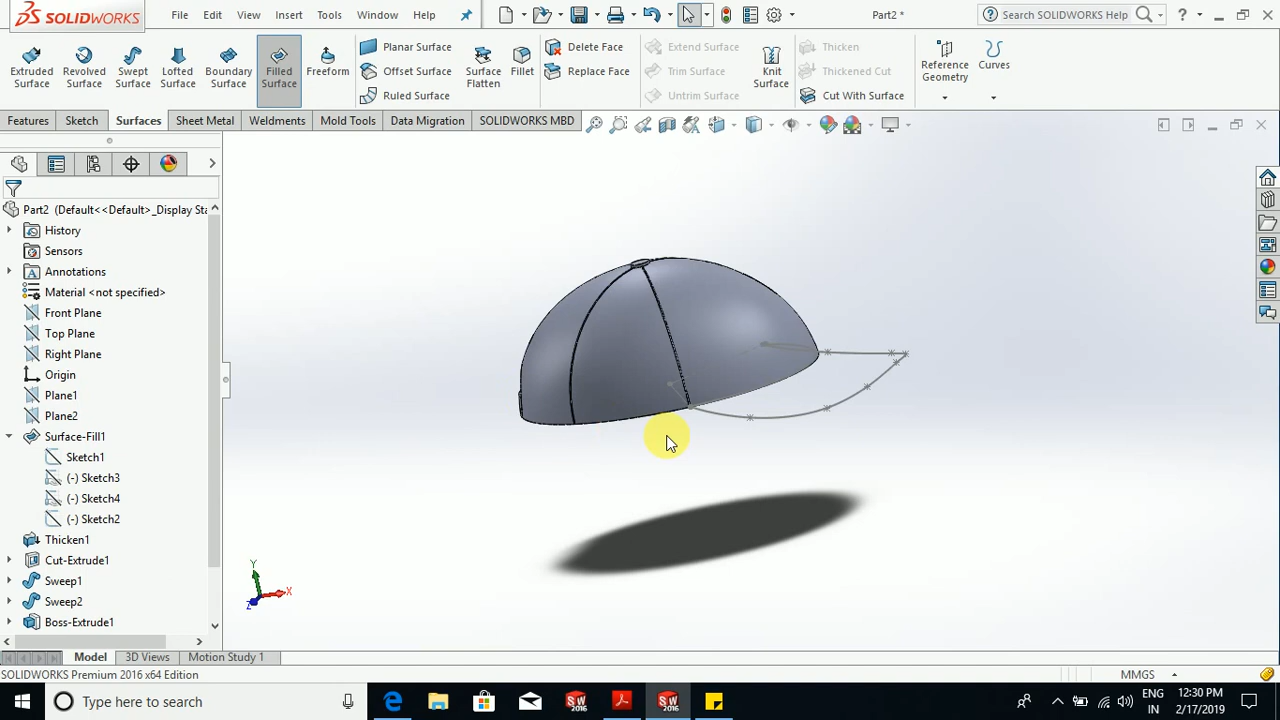 SOLIDWORKS
File Edit View Insert Tools Window Help
Part2 *
Search SOLIDWORKS Help
Extruded Surface
Revolved Surface
Swept Surface
Lofted Surface
Boundary Surface
Filled Surface
Freeform
Planar Surface
Offset Surface
Ruled Surface
Surface Flatten
Fillet
Delete Face
Replace Face
Extend Surface
Trim Surface
Untrim Surface
Knit Surface
Thicken
Thickened Cut
Cut With Surface
Reference Geometry
Curves
Features Sketch Surfaces Sheet Metal Weldments Mold Tools Data Migration SOLIDWORKS MBD
Part2 (Default<<Default>_Display Sta
History
Sensors
Annotations
Material <not specified>
Front Plane
Top Plane
Right Plane
Origin
Plane1
Plane2
Surface-Fill1
Sketch1
(-) Sketch3
(-) Sketch4
(-) Sketch2
Thicken1
Cut-Extrude1
Sweep1
Sweep2
Boss-Extrude1
Y
X
Z
Model 3D Views Motion Study 1
SOLIDWORKS Premium 2016 x64 Edition
MMGS
Type here to search
SW 2016
SW 2016
ENG
IN
12:30 PM
2/17/2019